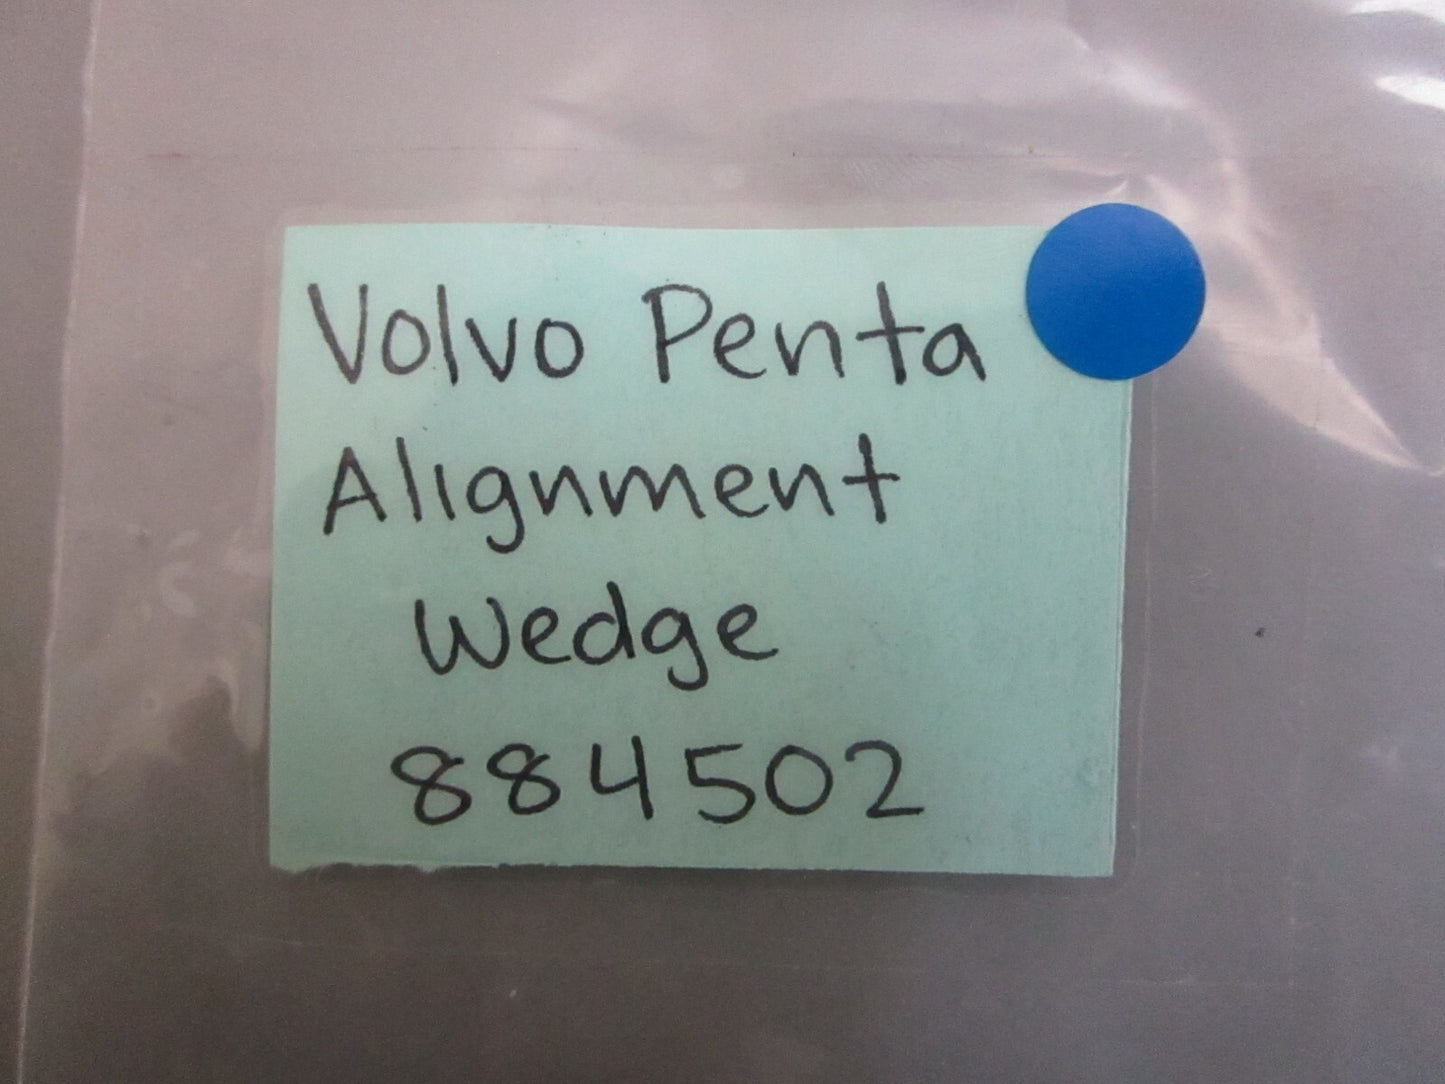 Volvo Penta
Alignment
Wedge
884502